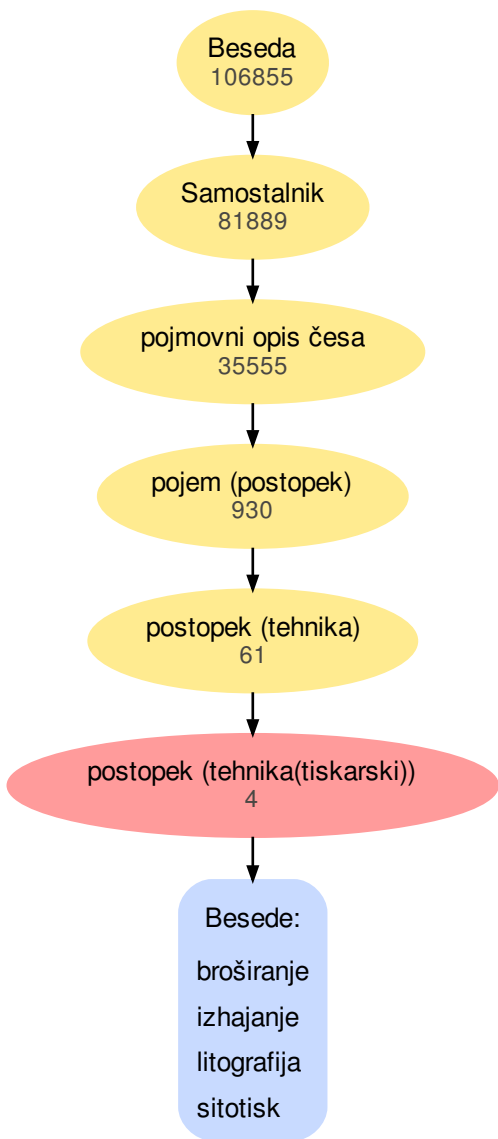 Beseda
106855
Samostalnik
81889
pojmovni opis česa
35555
pojem (postopek)
930
postopek (tehnika)
61
postopek (tehnika(tiskarski))
4
Besede:
broširanje
izhajanje
litografija
sitotisk